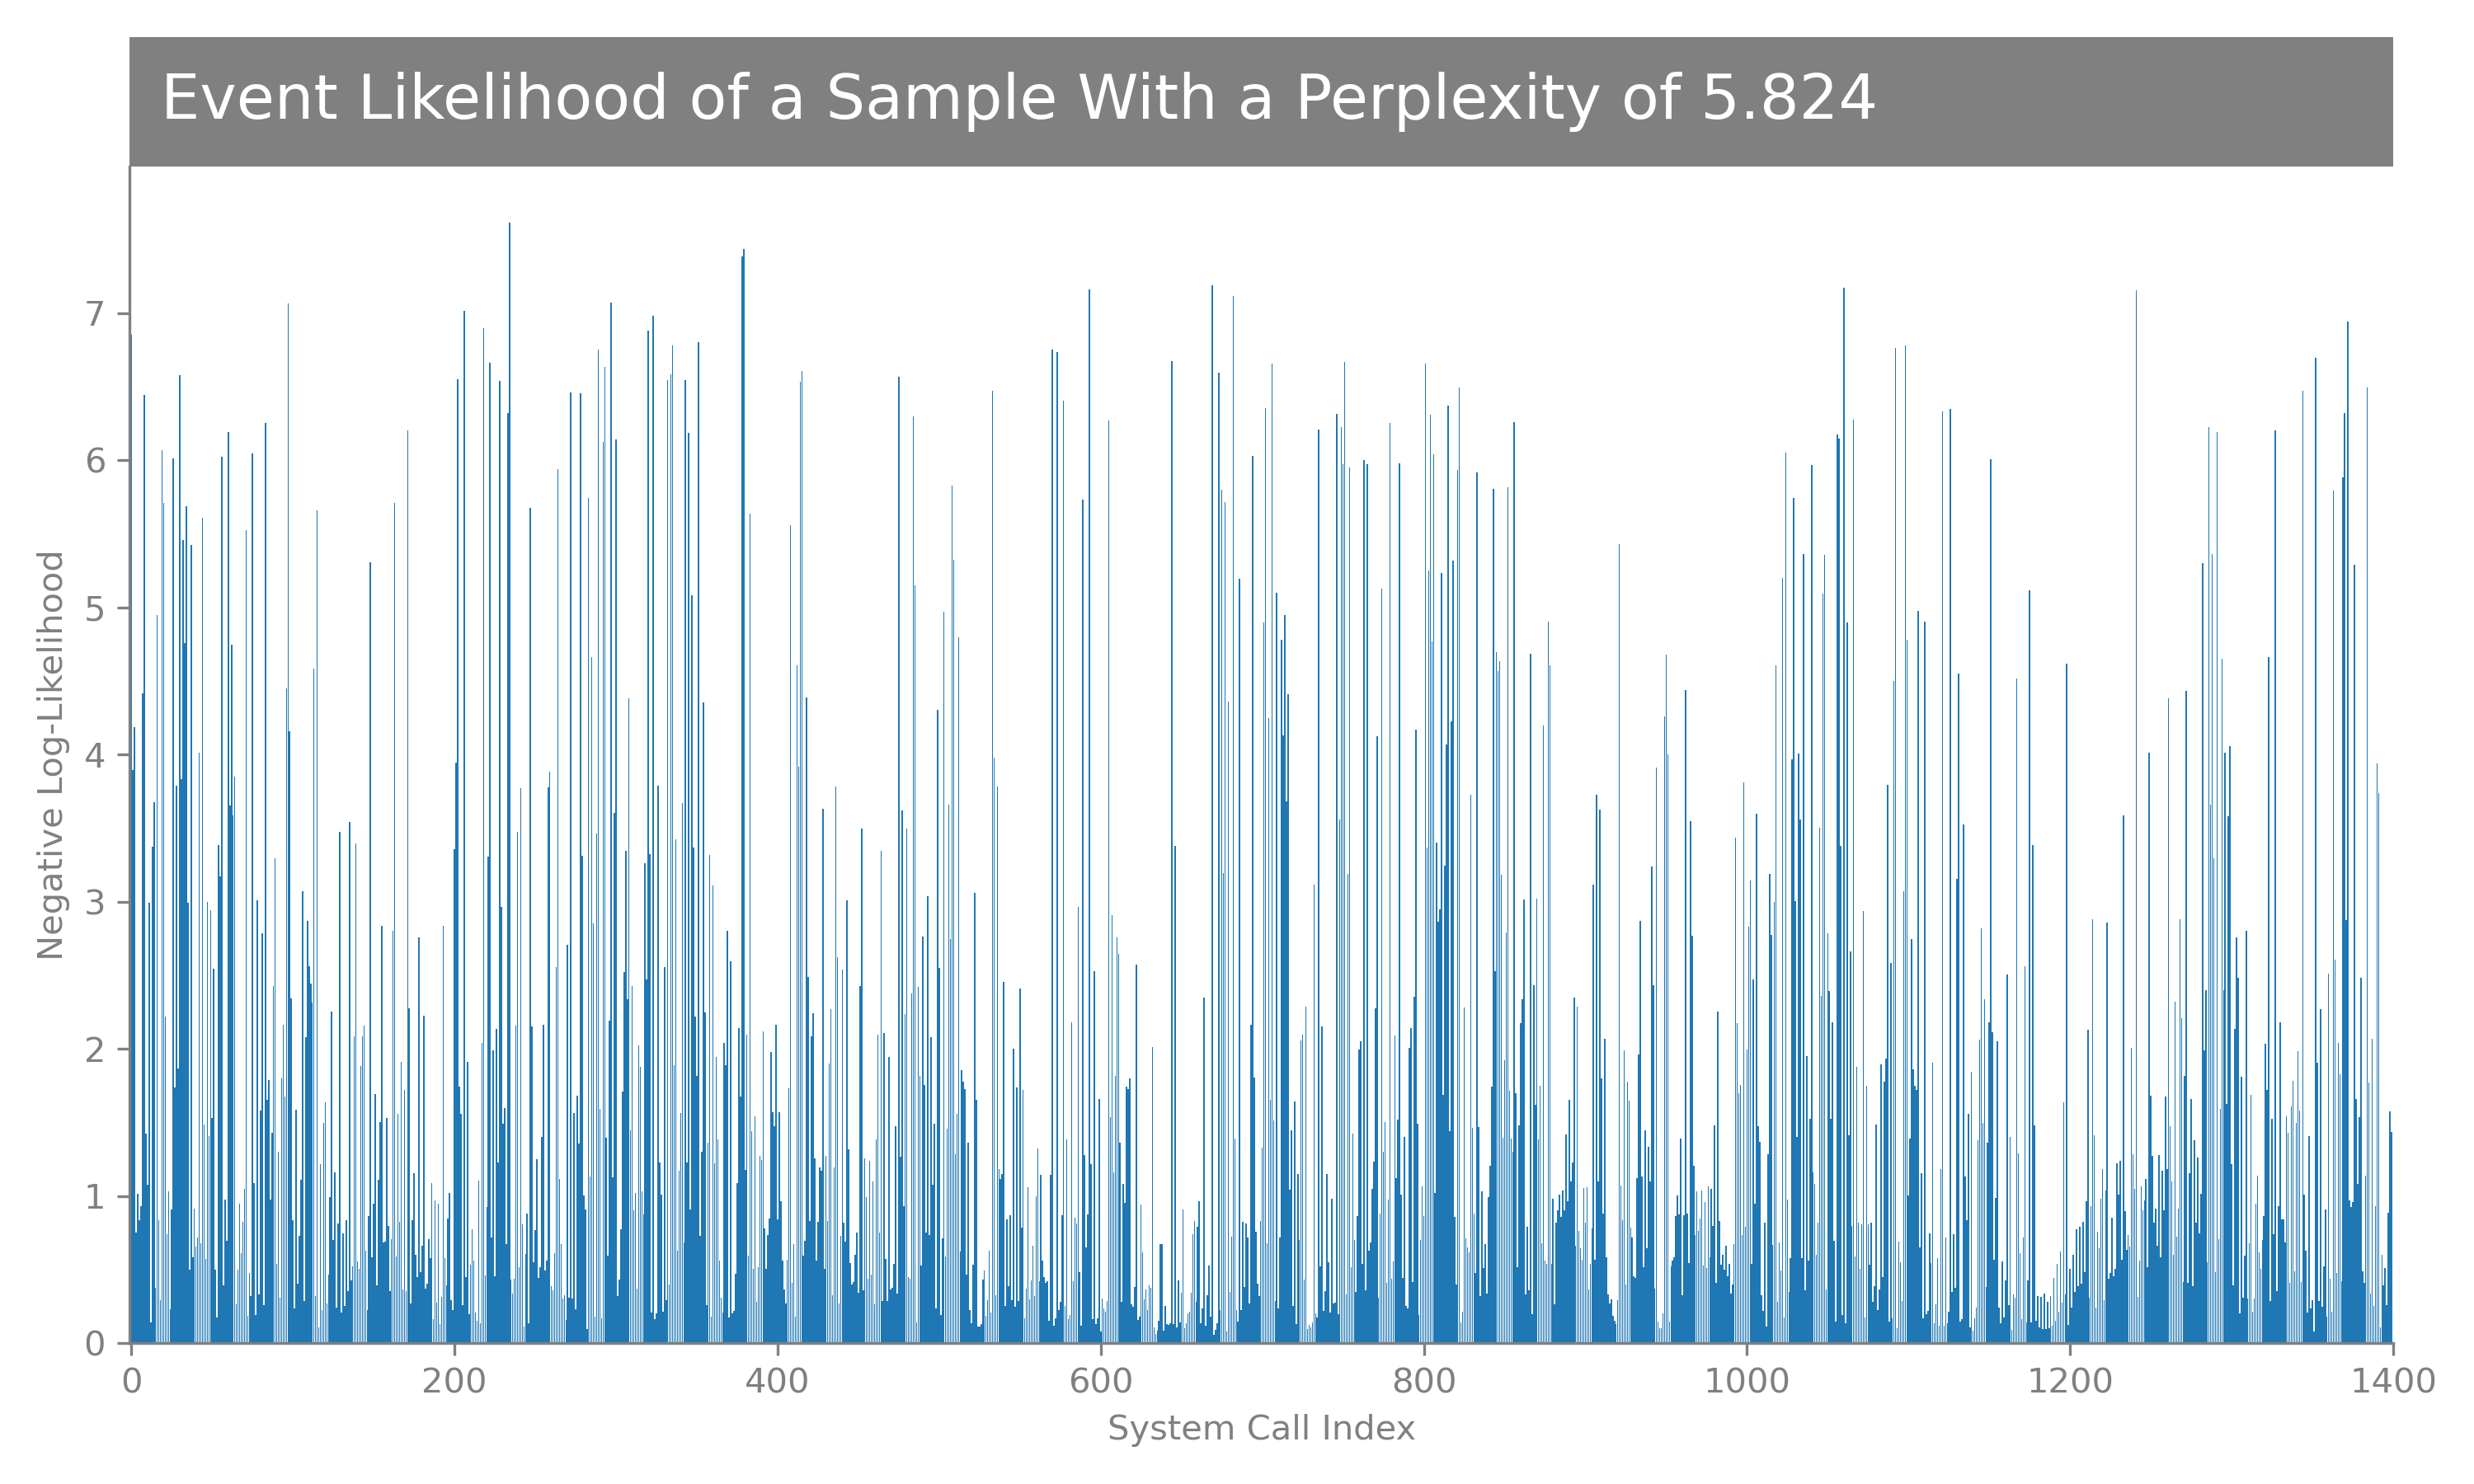 Event Likelihood of a Sample With a Perplexity of 5.824
Negative Log-Likelihood
7
6
5
4
3
2
1
0
0 200 400 600 800 1000 1200 1400
System Call Index